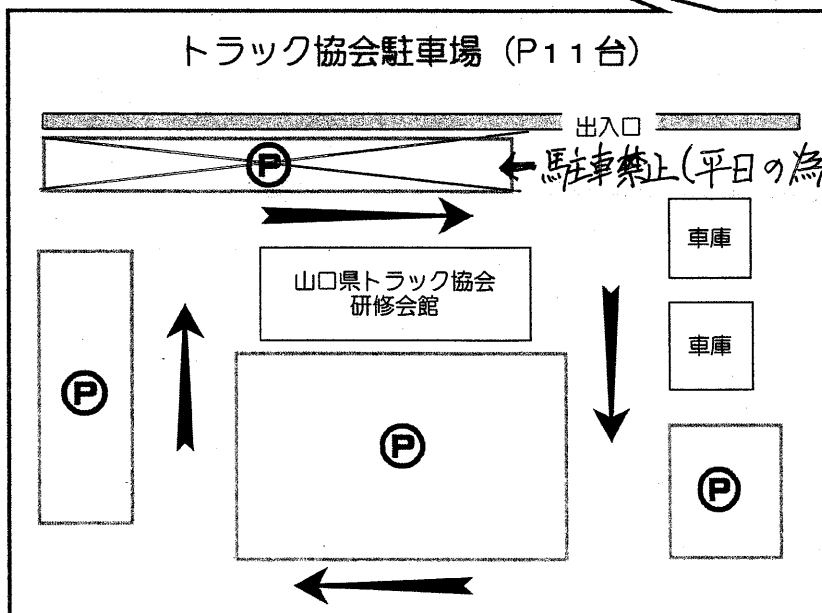 トラック協会駐車場（P11台）
出入口
Ⓟ
←駐車禁止(平日の為
車庫
山口県トラック協会
研修会館
車庫
Ⓟ
Ⓟ
Ⓟ